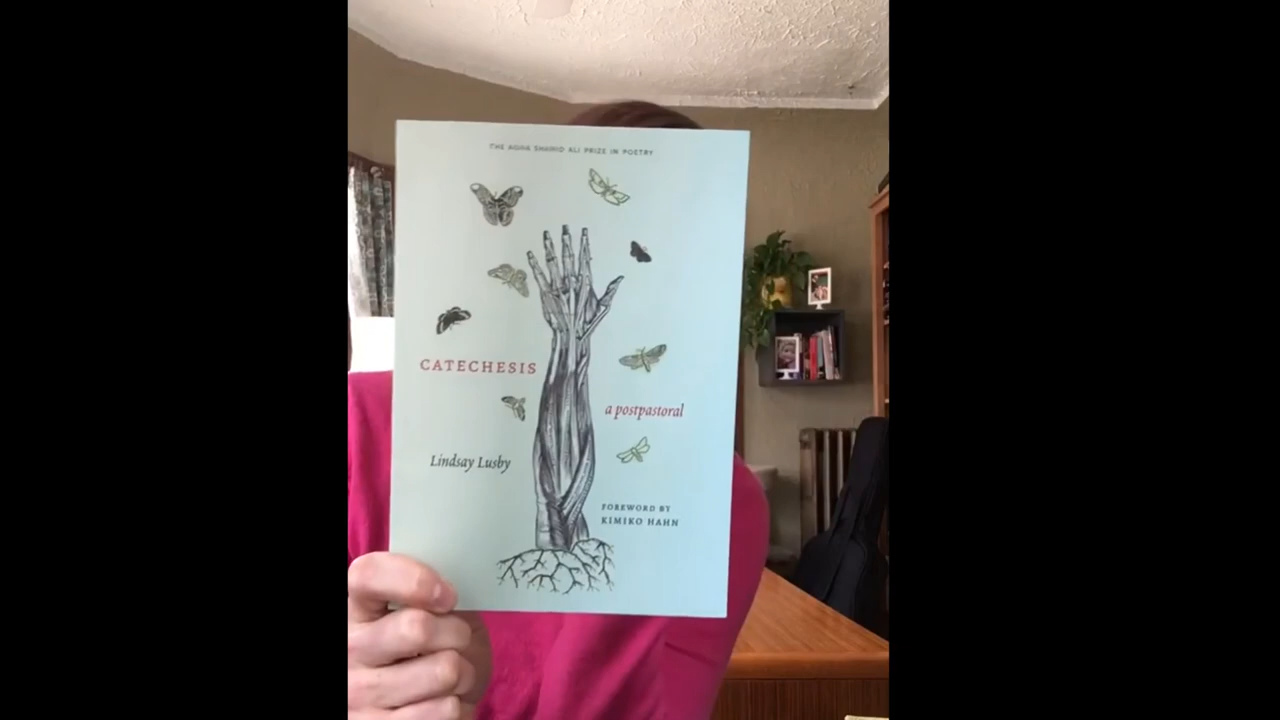 THE AGHA SHAHID ALI PRIZE IN POETRY
CATECHESIS
a postpastoral
Lindsay Lusby
FOREWORD BY
KIMIKO HAHN